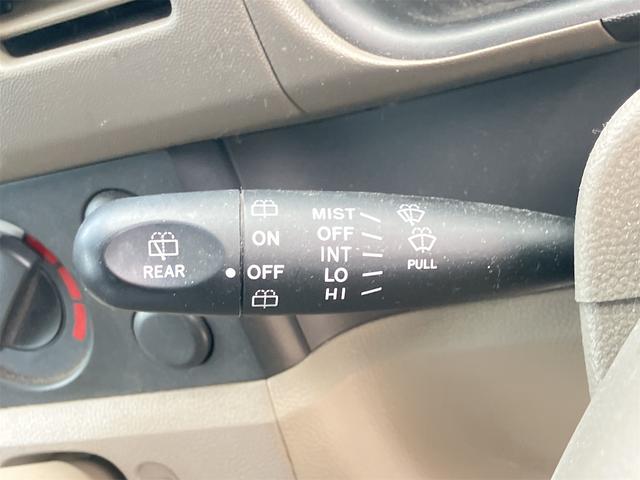 REAR
ON
OFF
MIST
OFF
INT
LO
HI
PULL